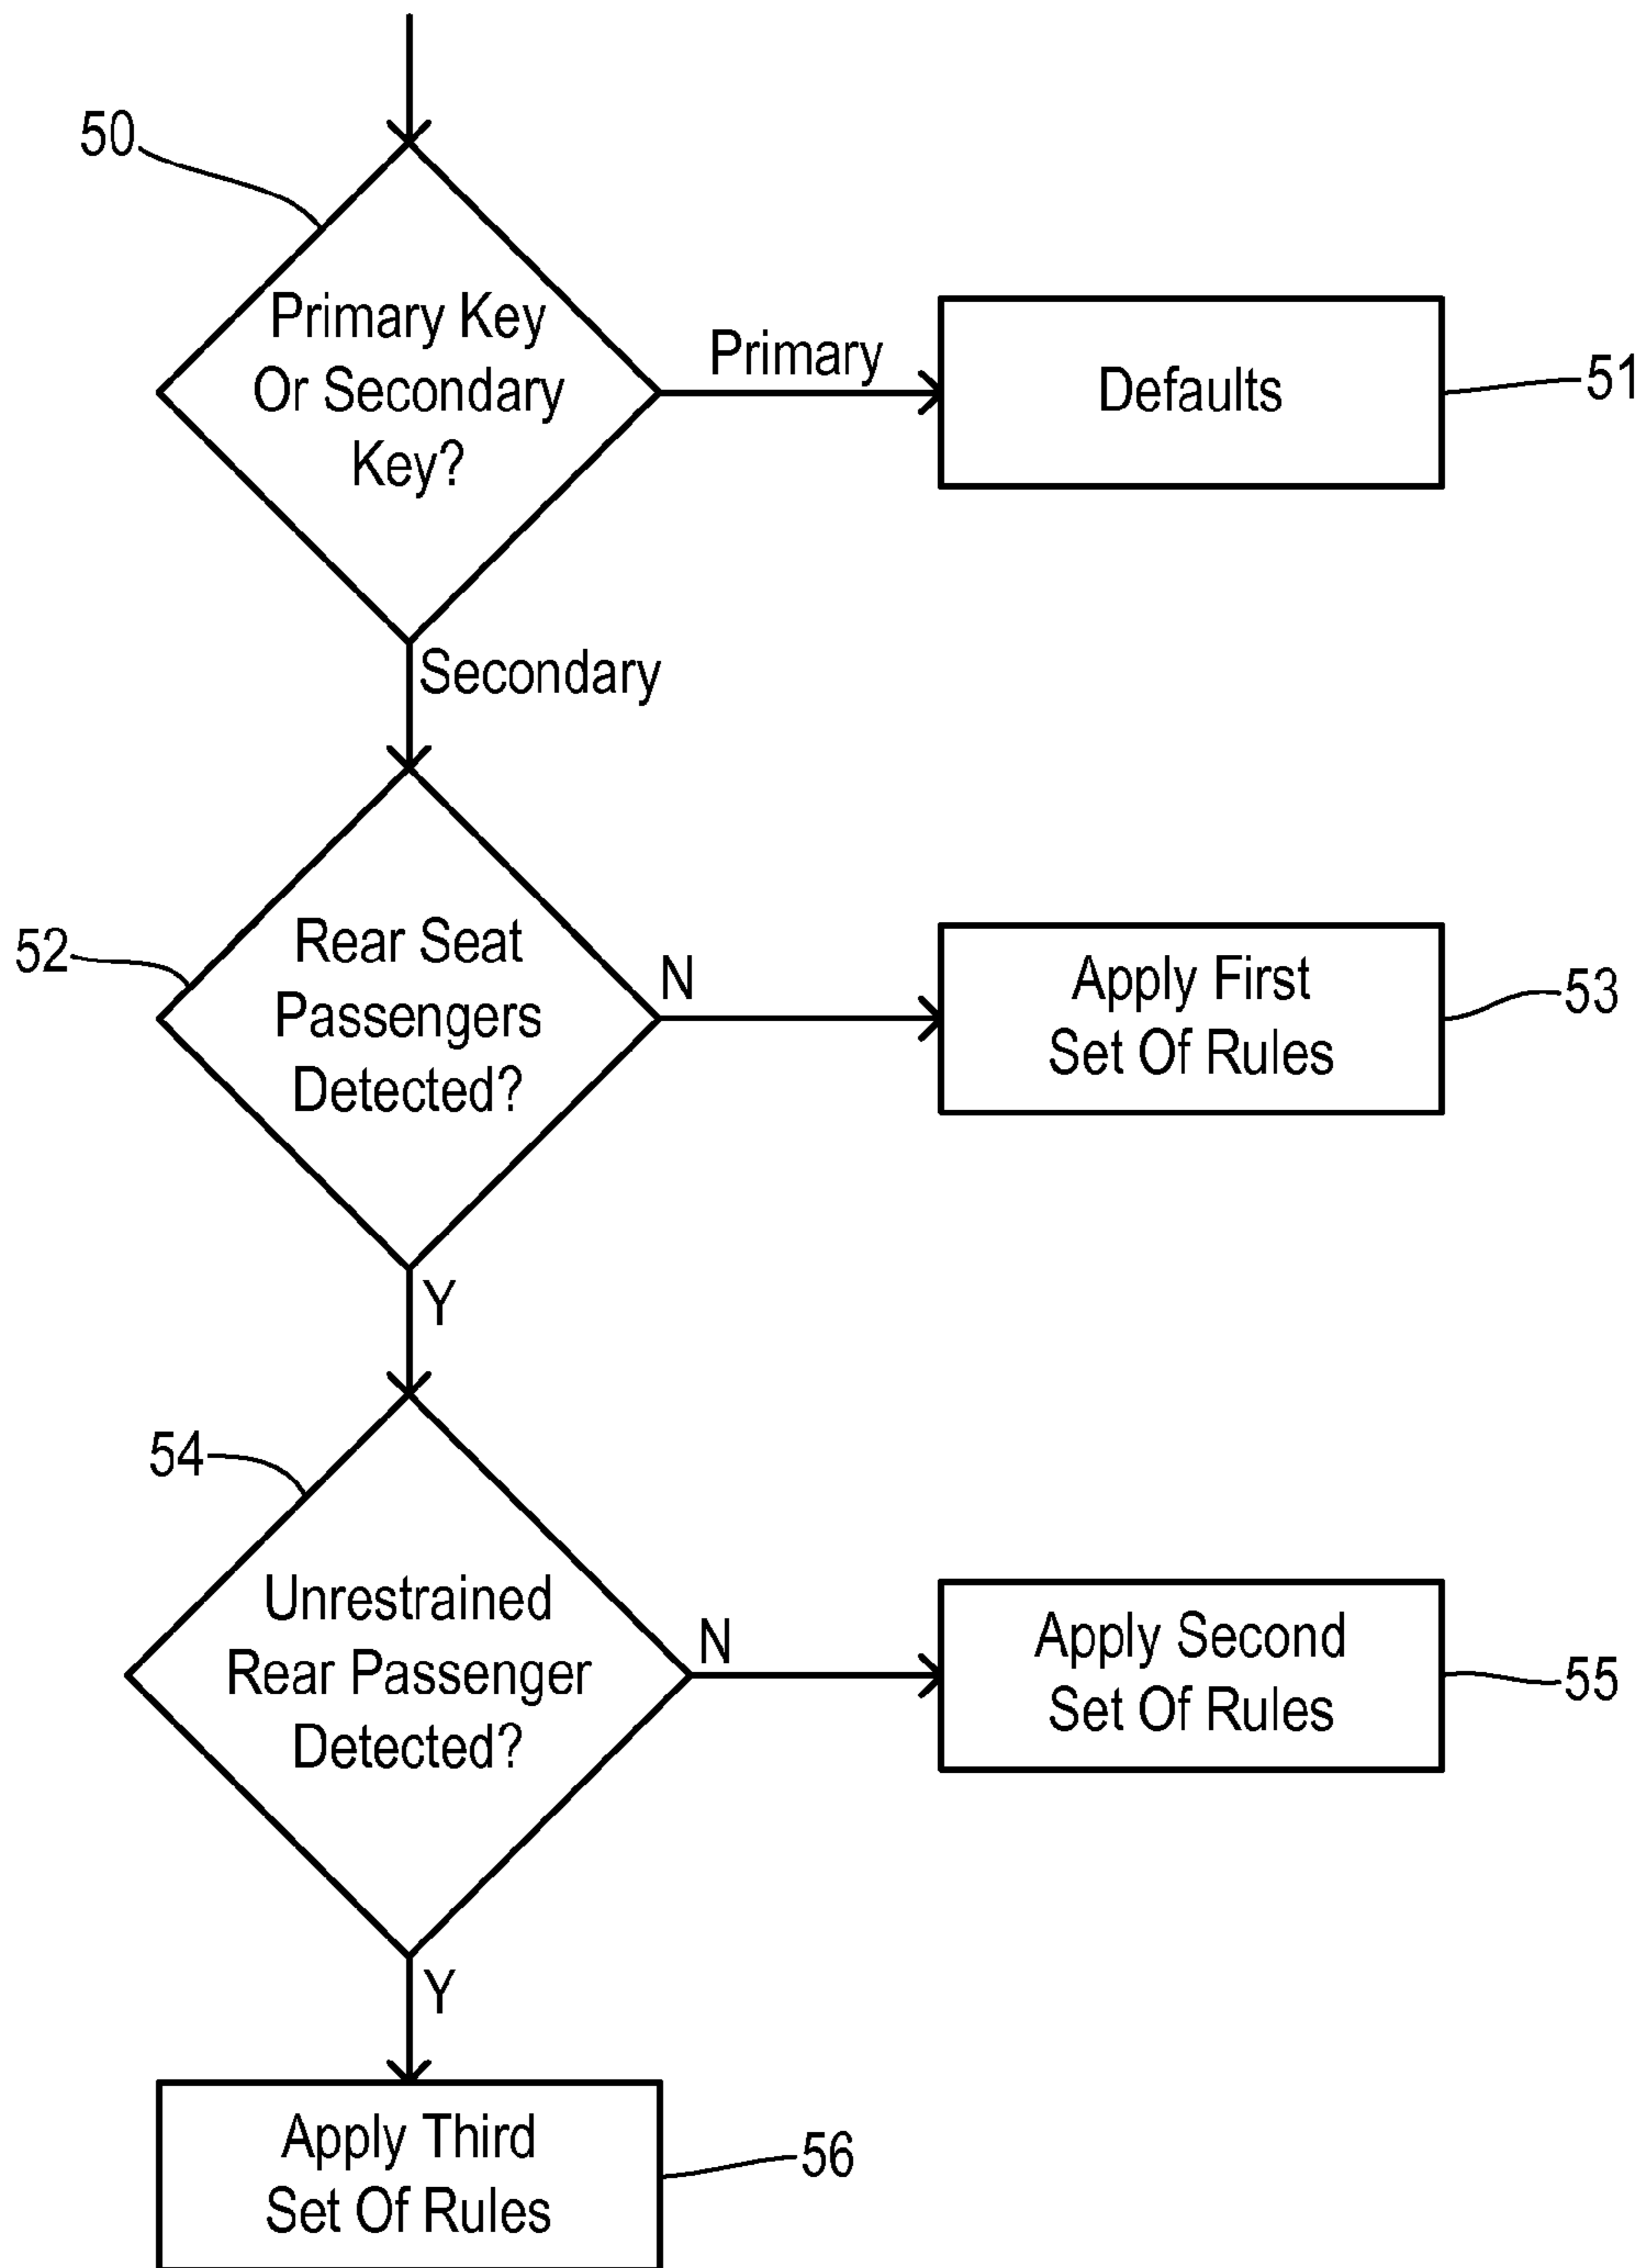 50
Primary Key
Or Secondary
Key?
Primary
Defaults
51
Secondary
52
Rear Seat
Passengers
Detected?
N
Apply First
Set Of Rules
53
Y
54
Unrestrained
Rear Passenger
Detected?
N
Apply Second
Set Of Rules
55
Y
Apply Third
Set Of Rules
56